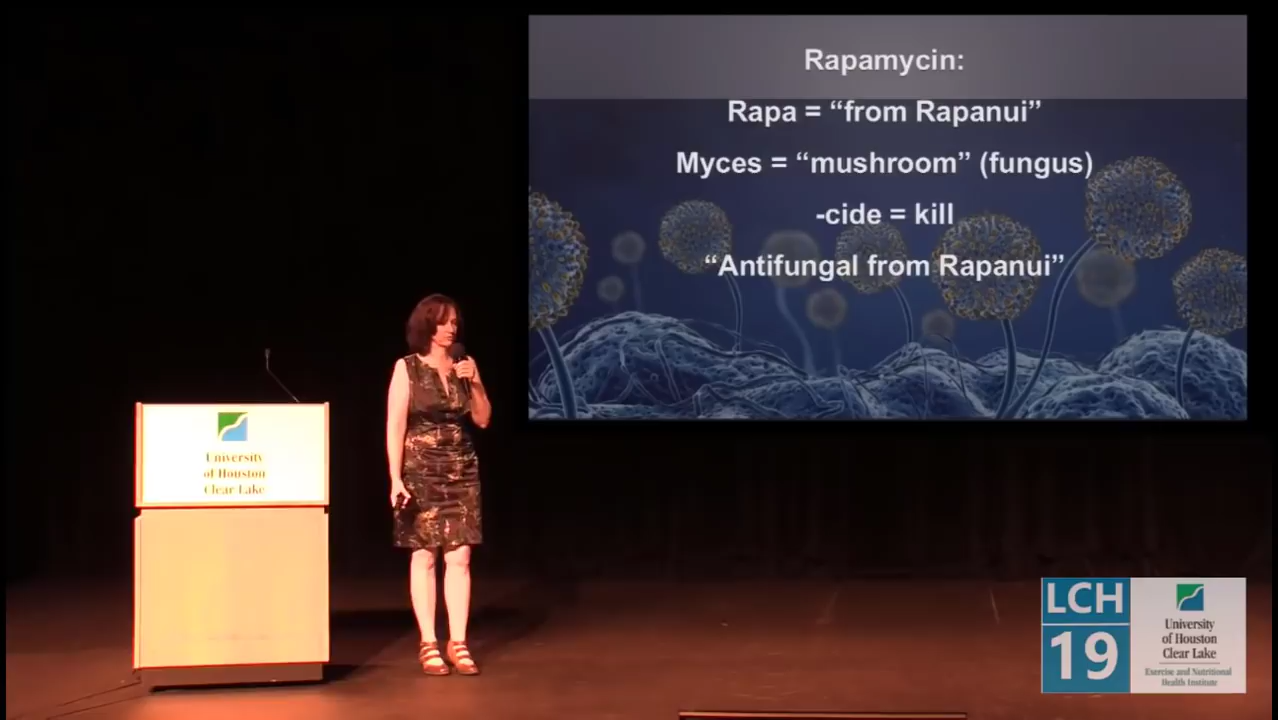 Rapamycin:
Rapa = “from Rapanui”
Myces = “mushroom” (fungus)
-cide = kill
“Antifungal from Rapanui”
University
of Houston
Clear Lake
LCH
19
University
of Houston
Clear Lake
Exercise and Nutritional
Health Institute